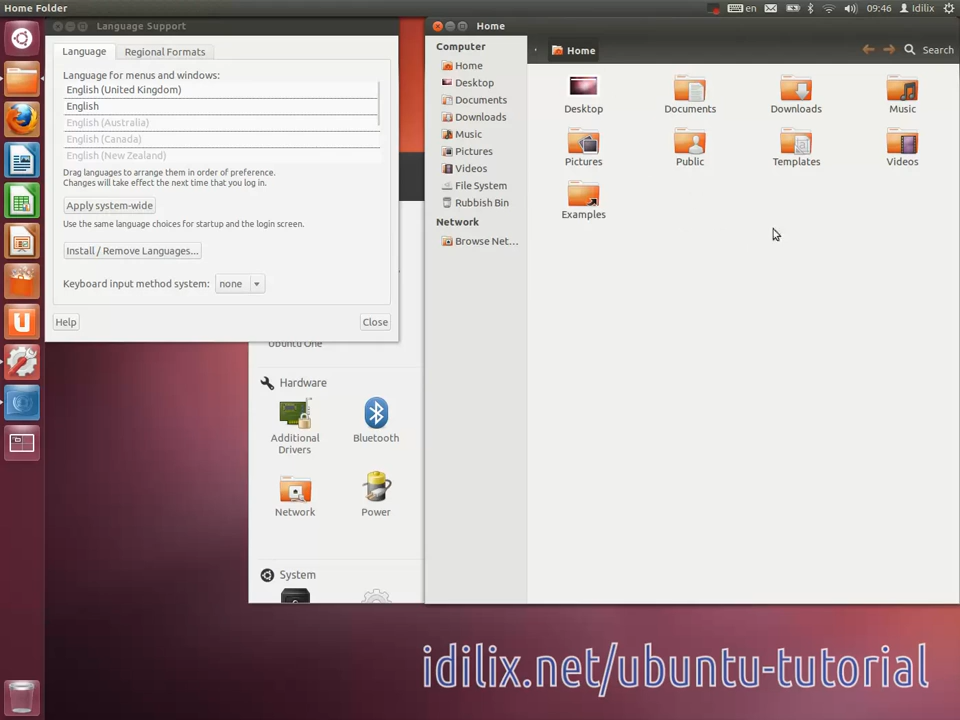 Home Folder
en
09:46
Idilix
Language Support
Language
Regional Formats
Language for menus and windows:
English (United Kingdom)
English
English (Australia)
English (Canada)
English (New Zealand)
Drag languages to arrange them in order of preference.
Changes will take effect the next time that you log in.
Apply system-wide
Use the same language choices for startup and the login screen.
Install / Remove Languages...
Keyboard input method system:
none
Help
Close
Ubuntu One
Hardware
Additional
Drivers
Bluetooth
Network
Power
System
Home
Computer
Home
Desktop
Documents
Downloads
Music
Pictures
Videos
File System
Rubbish Bin
Network
Browse Net...
Home
Search
Desktop
Documents
Downloads
Music
Pictures
Public
Templates
Videos
Examples
idilix.net/ubuntu-tutorial